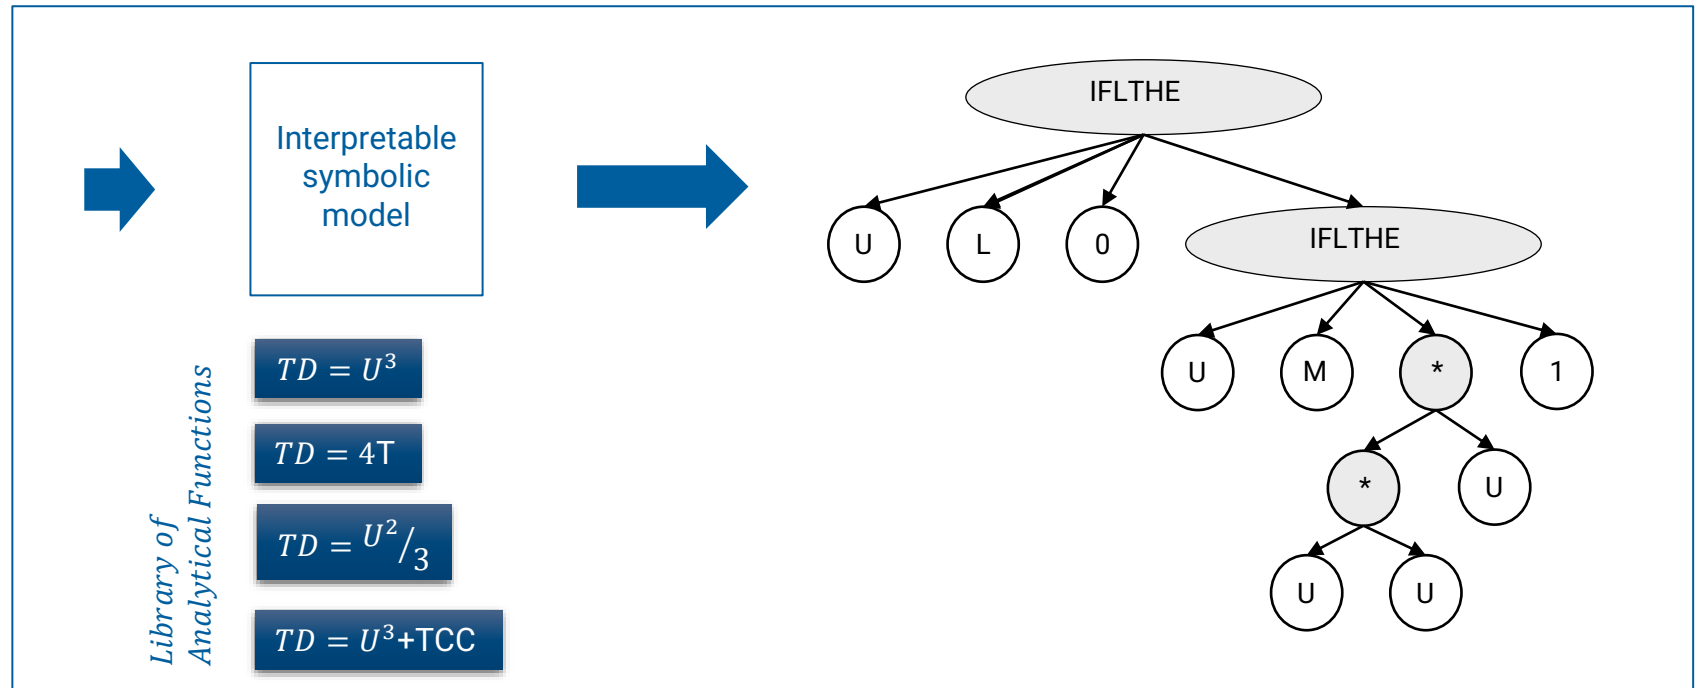 Interpretable
symbolic
model
Library of
Analytical Functions
TD = U³
TD = 4T
TD = U²/3
TD = U³+TCC
IFLTHE
U L 0
IFLTHE
U M * 1
* U
U U